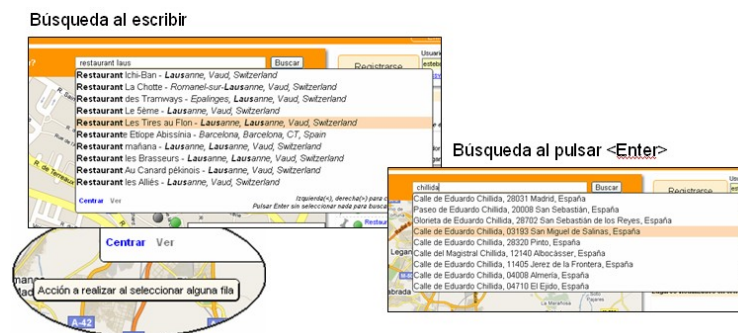 Búsqueda al escribir
restaurant laus
Buscar
Registrarse
Restaurant Ichi-Ban - Lausanne, Vaud, Switzerland
Restaurant La Chotte - Romanel-sur-Lausanne, Vaud, Switzerland
Restaurant des Tramways - Epalinges, Lausanne, Vaud, Switzerland
Restaurant Le 5ème - Lausanne, Vaud, Switzerland
Restaurant Les Tires au Flon - Lausanne, Lausanne, Vaud, Switzerland
Restaurante Etiope Abissínia - Barcelona, Barcelona, CT, Spain
Restaurant mañana - Lausanne, Lausanne, Vaud, Switzerland
Restaurant les Brasseurs - Lausanne, Lausanne, Vaud, Switzerland
Restaurant Au Canard pékinois - Lausanne, Vaud, Switzerland
Restaurant les Alliés - Lausanne, Vaud, Switzerland
Centrar Ver
Izquierda(<), derecha(>) para
Pulsar Enter sin seleccionar nada para
Centrar Ver
Acción a realizar al seleccionar alguna fila
A-42
Búsqueda al pulsar <Enter>
chillida
Buscar
Registrarse
Calle de Eduardo Chillida, 28031 Madrid, España
Paseo de Eduardo Chillida, 20008 San Sebastián, España
Glorieta de Eduardo Chillida, 28702 San Sebastián de los Reyes, España
Calle de Eduardo Chillida, 03193 San Miguel de Salinas, España
Calle de Eduardo Chillida, 28320 Pinto, España
Calle del Magistral Chillida, 12140 Albocàsser, España
Calle de Eduardo Chillida, 11405 Jerez de la Frontera, España
Calle de Eduardo Chillida, 04008 Almería, España
Calle de Eduardo Chillida, 04710 El Ejido, España